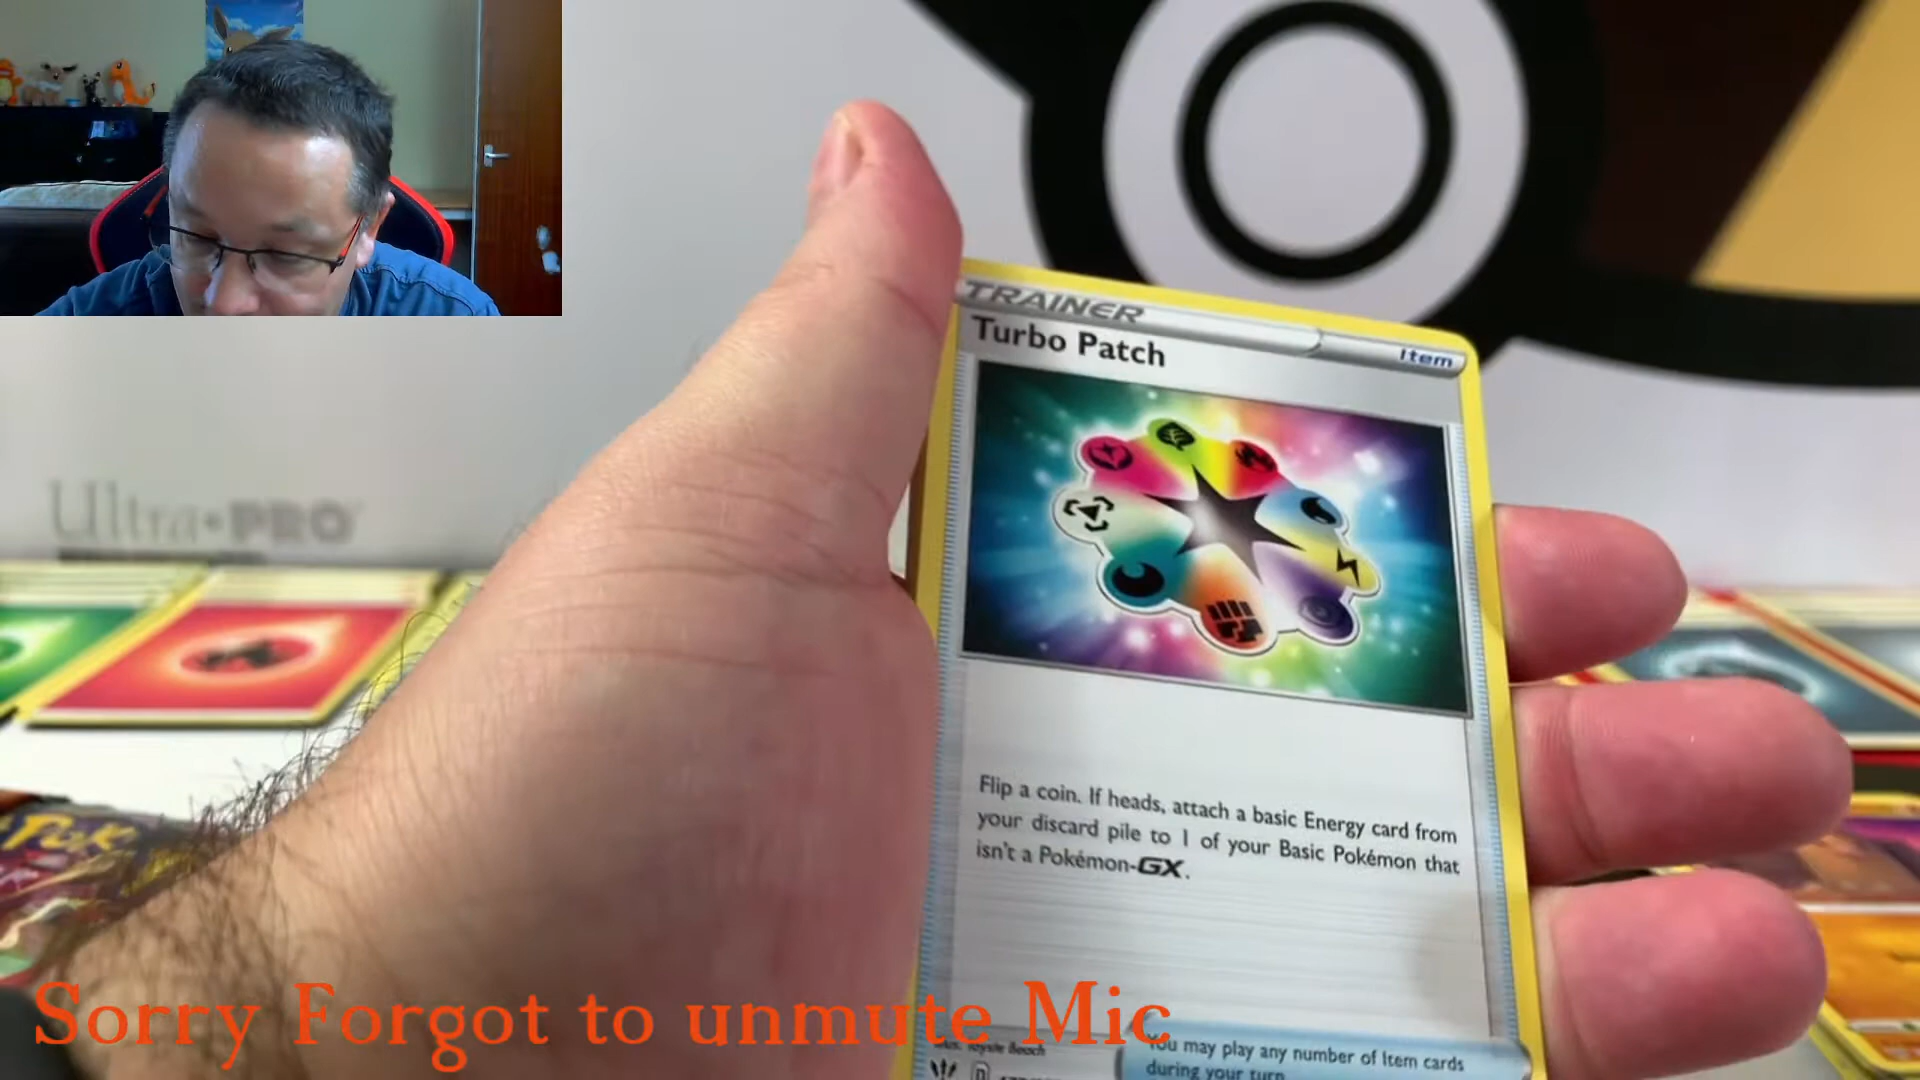 TRAINER
Turbo Patch
Item
Ultra•PRO
Flip a coin. If heads, attach a basic Energy card from
your discard pile to 1 of your Basic Pokémon that
isn't a Pokémon-GX.
Sorry Forgot to unmute Mic
You may play any number of Item cards
during your turn.